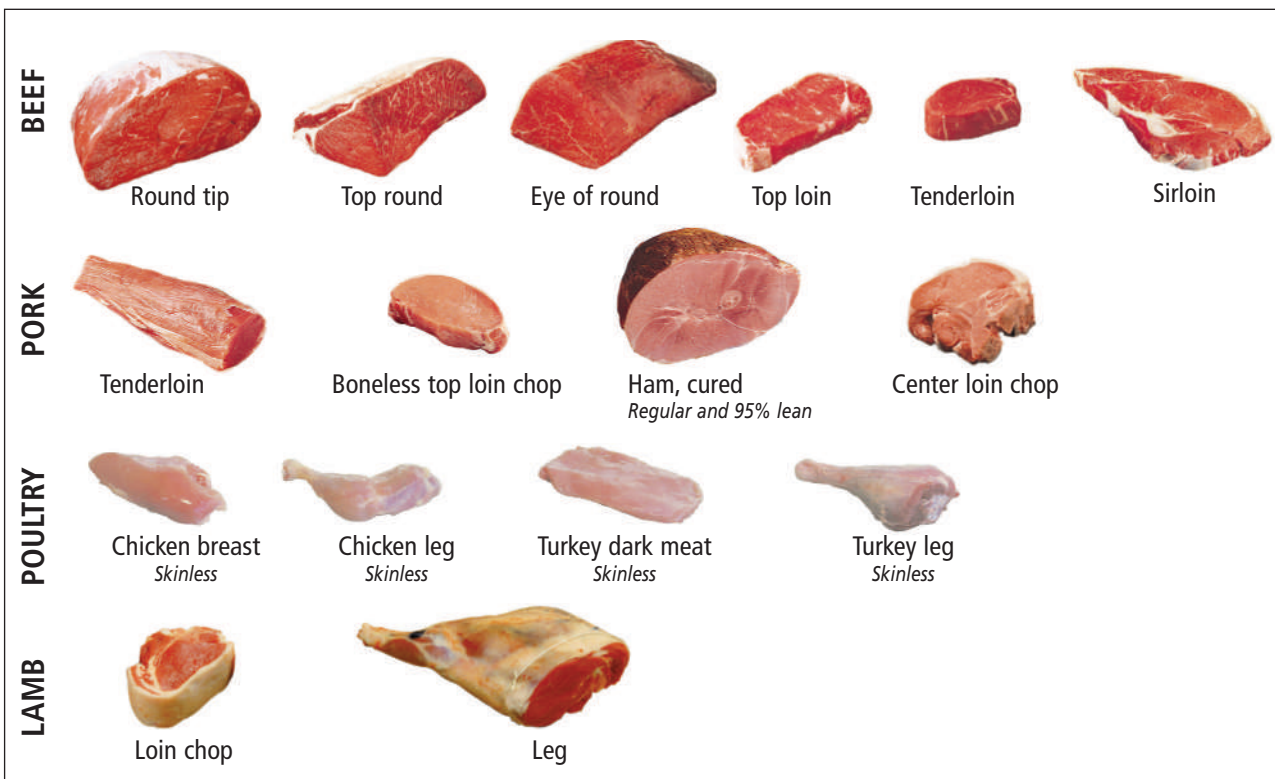 BEEF
Round tip
Top round
Eye of round
Top loin
Tenderloin
Sirloin
PORK
Tenderloin
Boneless top loin chop
Ham, cured
Regular and 95% lean
Center loin chop
POULTRY
Chicken breast
Skinless
Chicken leg
Skinless
Turkey dark meat
Skinless
Turkey leg
Skinless
LAMB
Loin chop
Leg